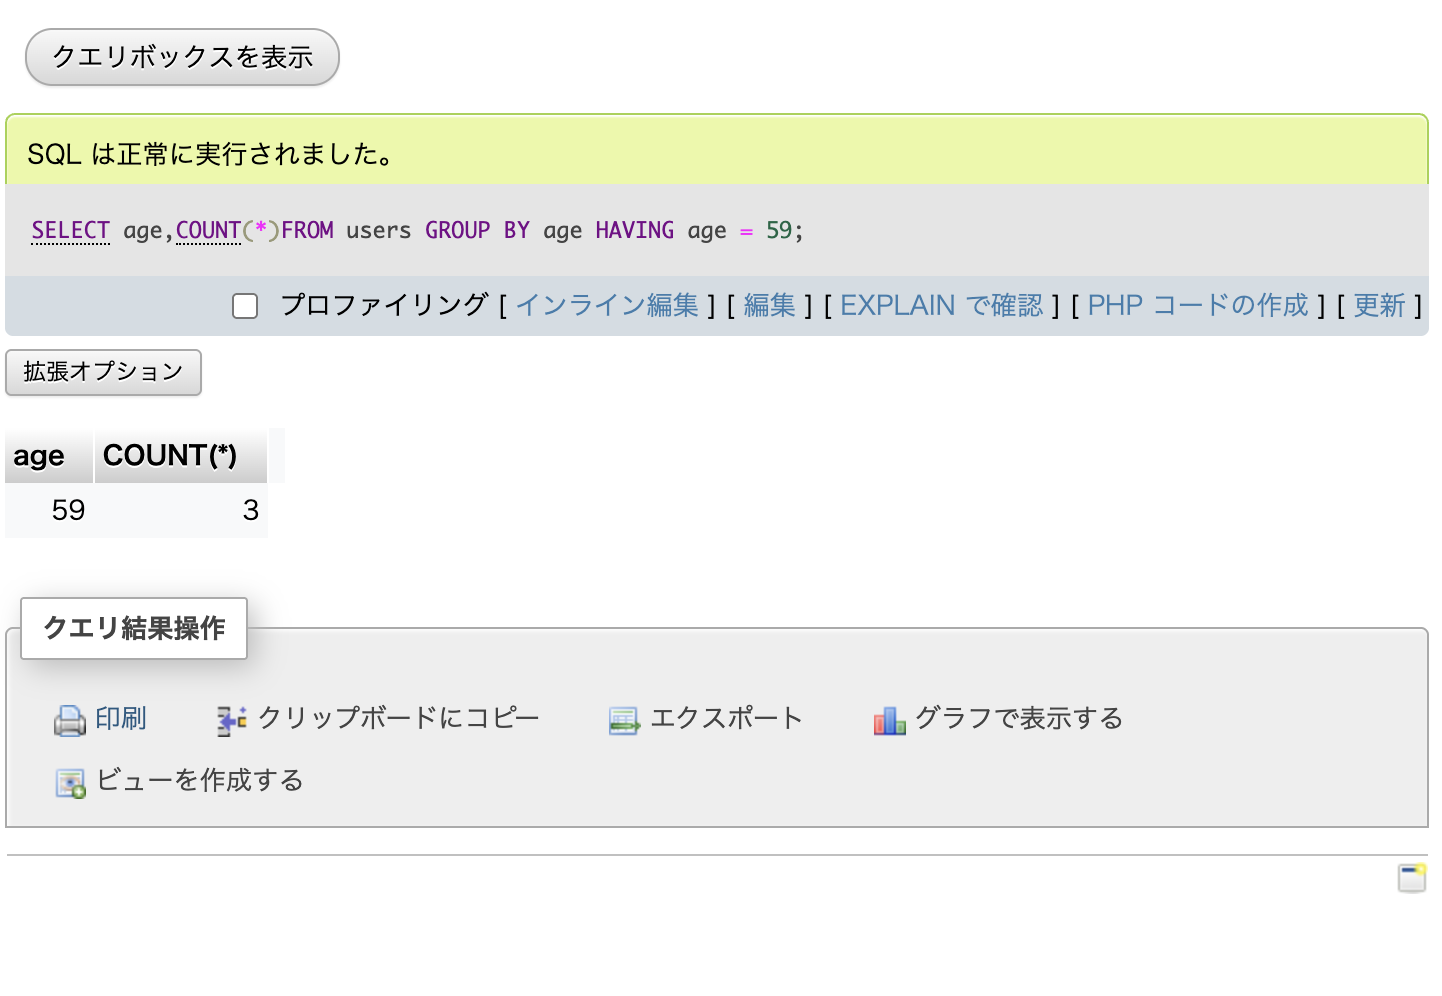 クエリボックスを表示
SQL は正常に実行されました。
SELECT age,COUNT(*)FROM users GROUP BY age HAVING age = 59;
プロファイリング [ インライン編集 ] [ 編集 ] [ EXPLAIN で確認 ] [ PHP コードの作成 ] [ 更新 ]
拡張オプション
age COUNT(*)
59 3
クエリ結果操作
印刷 クリップボードにコピー エクスポート グラフで表示する
ビューを作成する